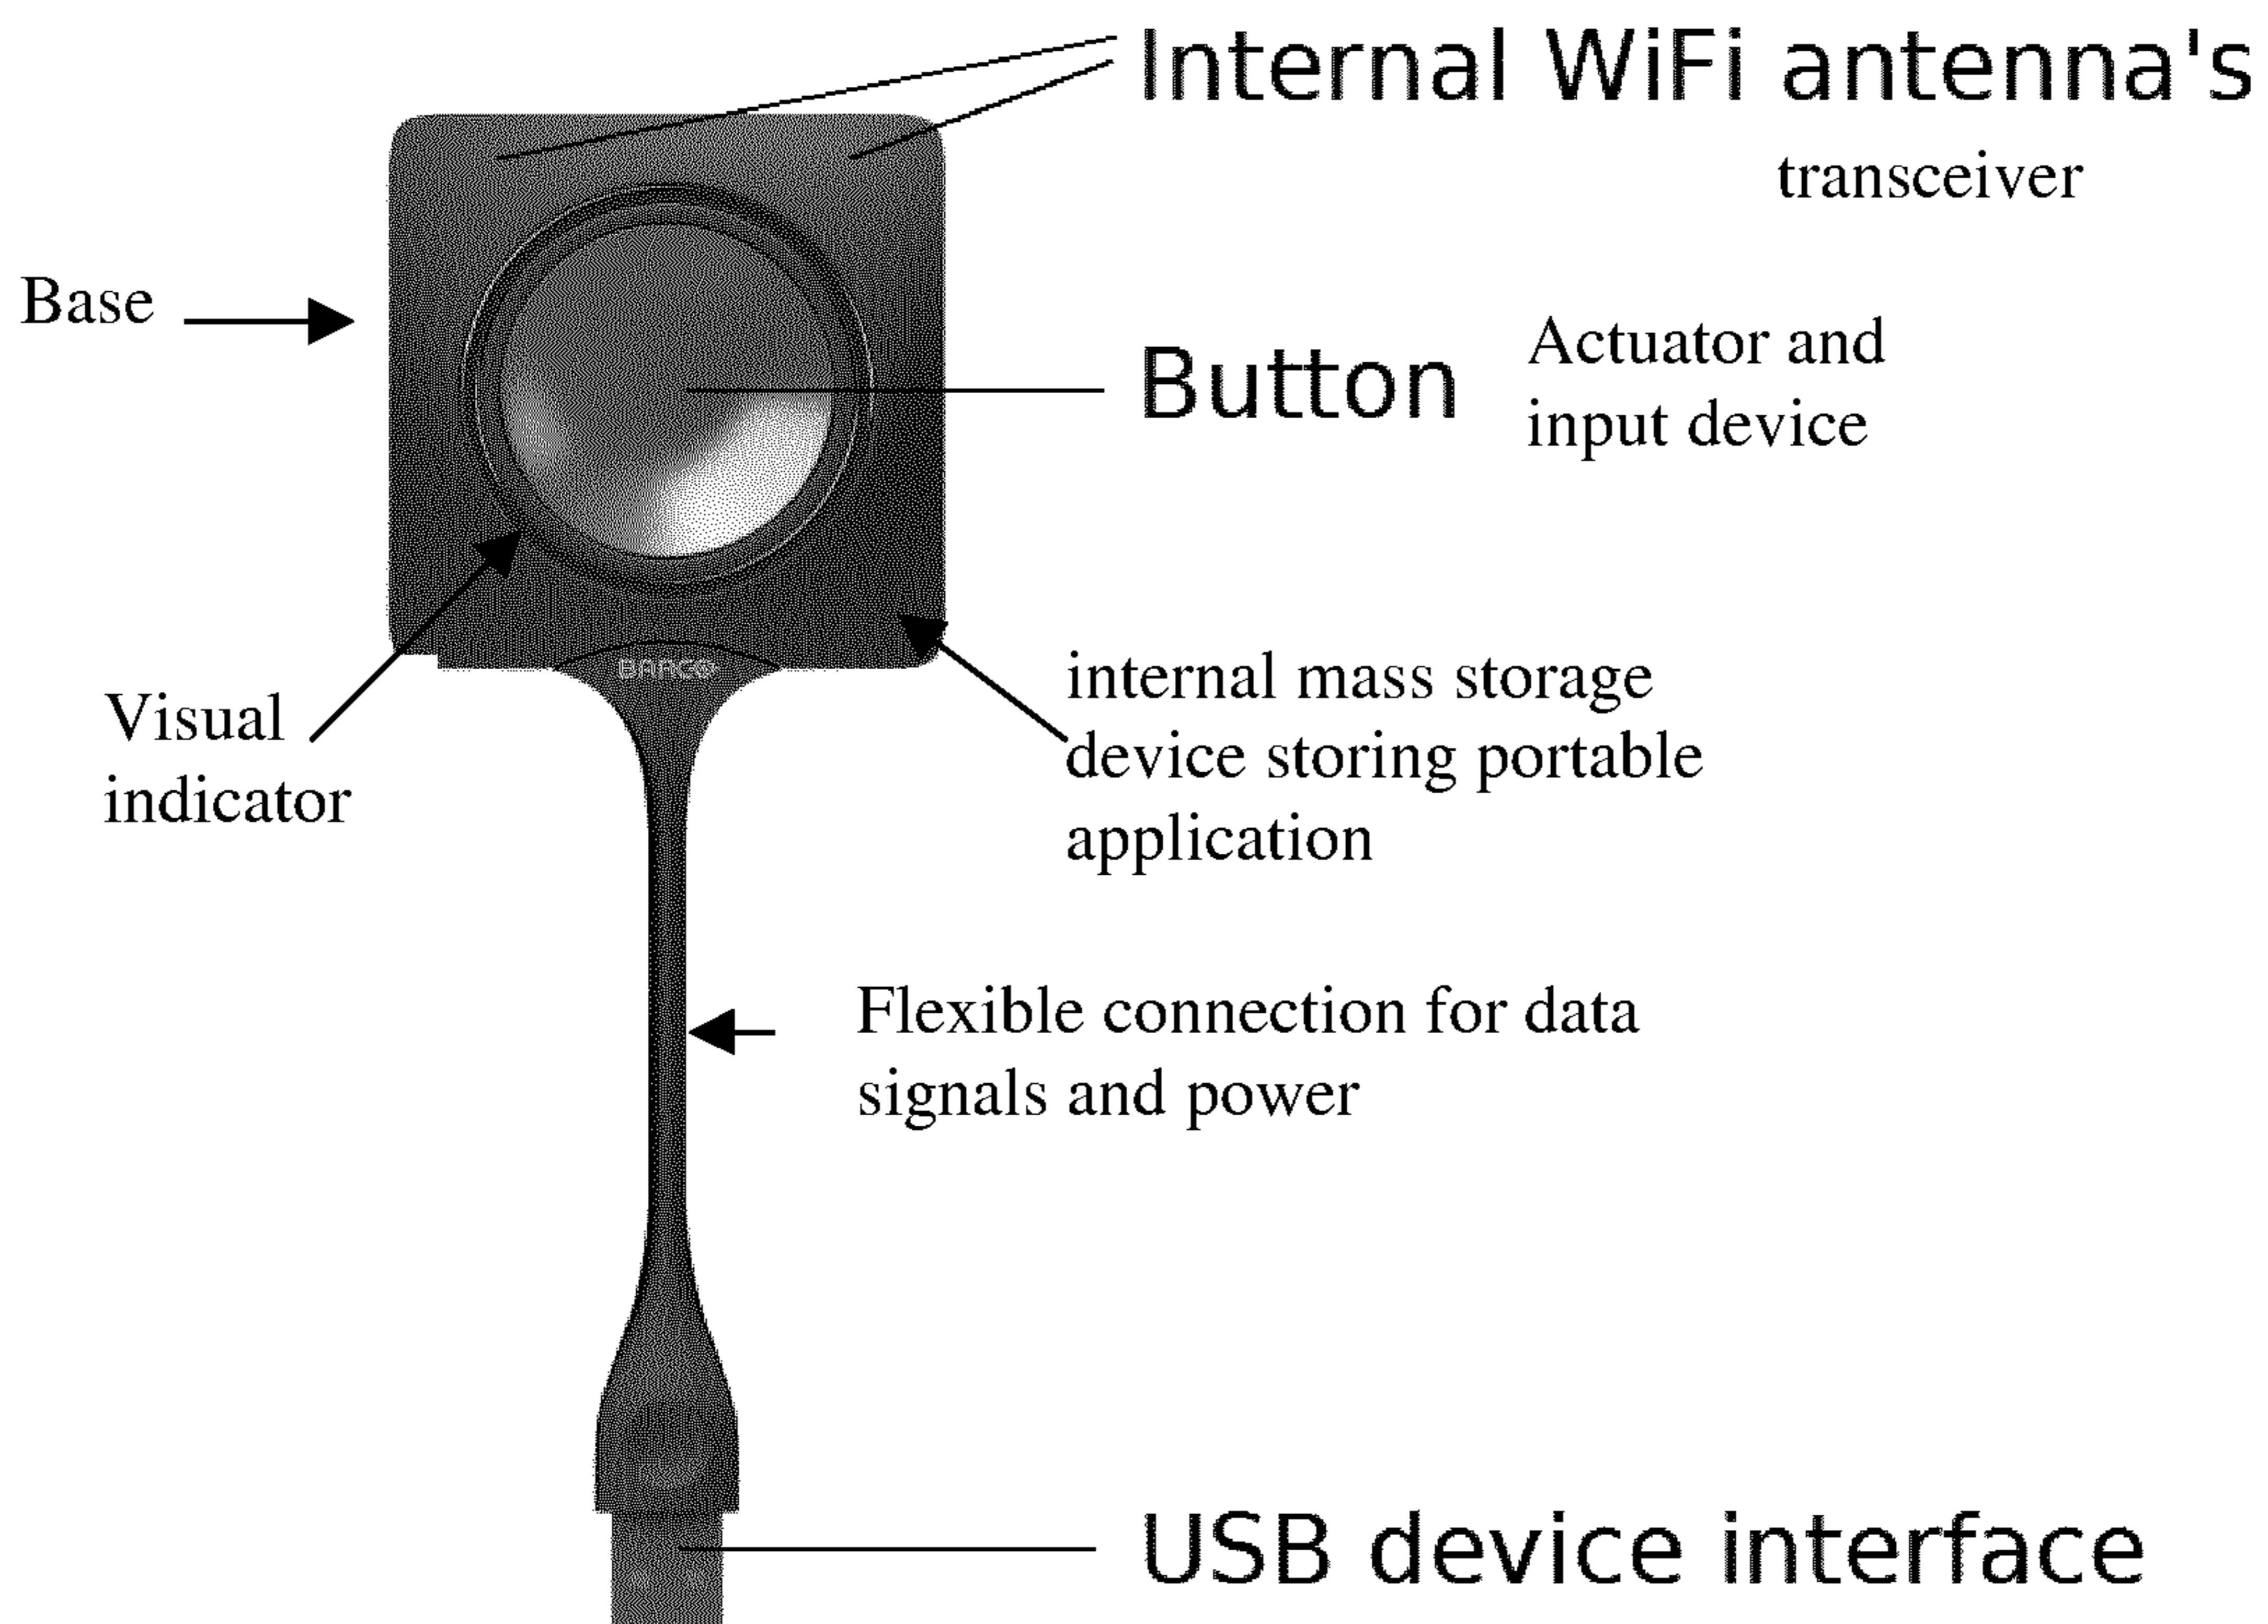 Internal WiFi antenna's
transceiver
Base
Button
Actuator and
input device
BARCO
Visual
indicator
internal mass storage
device storing portable
application
Flexible connection for data
signals and power
USB device interface